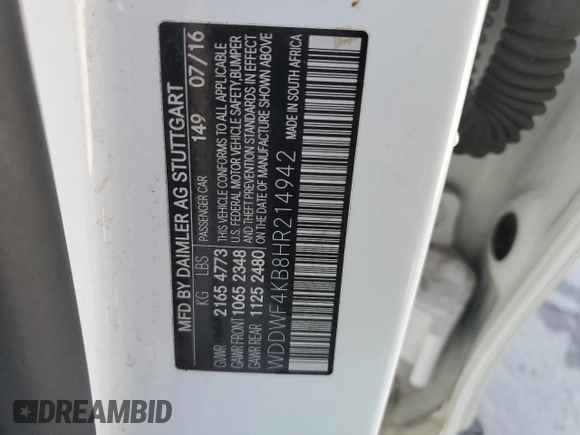 MFD BY DAIMLER AG STUTTGART
KG LBS PASSENGER CAR 149 07/16
GVWR 2165 4773 THIS VEHICLE CONFORMS TO ALL APPLICABLE
GAWR FRONT 1065 2348 U.S. FEDERAL MOTOR VEHICLE SAFETY, BUMPER
GAWR REAR 1125 2480 AND THEFT PREVENTION STANDARDS IN EFFECT
ON THE DATE OF MANUFACTURE SHOWN ABOVE
WDDWF4KB8HR214942
MADE IN SOUTH AFRICA
DREAMBID